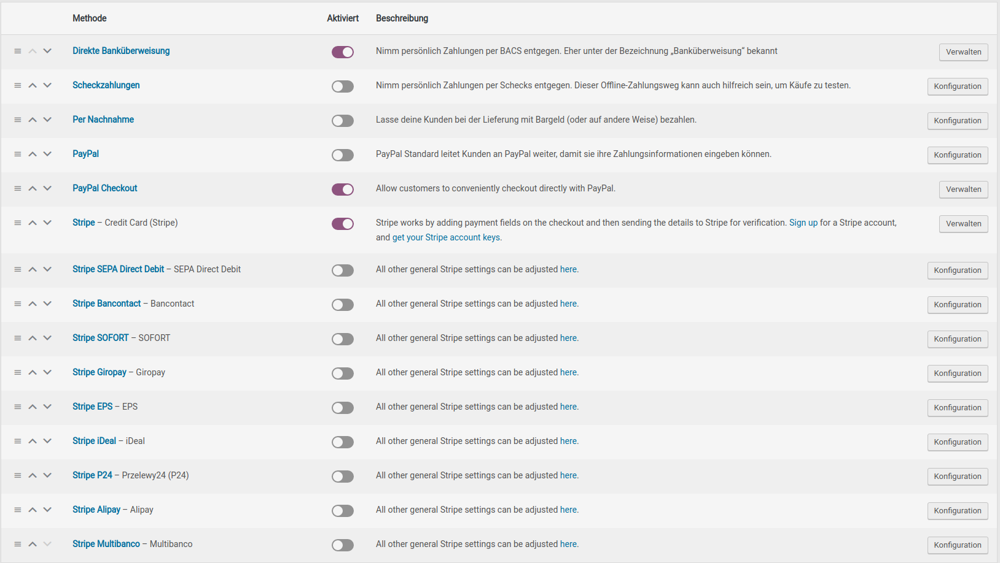 Methode Aktiviert Beschreibung
Direkte Banküberweisung Nimm persönlich Zahlungen per BACS entgegen. Eher unter der Bezeichnung „Banküberweisung“ bekannt Verwalten
Scheckzahlungen Nimm persönlich Zahlungen per Schecks entgegen. Dieser Offline-Zahlungsweg kann auch hilfreich sein, um Käufe zu testen. Konfiguration
Per Nachnahme Lasse deine Kunden bei der Lieferung mit Bargeld (oder auf andere Weise) bezahlen. Konfiguration
PayPal PayPal Standard leitet Kunden an PayPal weiter, damit sie ihre Zahlungsinformationen eingeben können. Konfiguration
PayPal Checkout Allow customers to conveniently checkout directly with PayPal. Verwalten
Stripe – Credit Card (Stripe) Stripe works by adding payment fields on the checkout and then sending the details to Stripe for verification. Sign up for a Stripe account, Verwalten
and get your Stripe account keys.
Stripe SEPA Direct Debit – SEPA Direct Debit All other general Stripe settings can be adjusted here. Konfiguration
Stripe Bancontact – Bancontact All other general Stripe settings can be adjusted here. Konfiguration
Stripe SOFORT – SOFORT All other general Stripe settings can be adjusted here. Konfiguration
Stripe Giropay – Giropay All other general Stripe settings can be adjusted here. Konfiguration
Stripe EPS – EPS All other general Stripe settings can be adjusted here. Konfiguration
Stripe iDeal – iDeal All other general Stripe settings can be adjusted here. Konfiguration
Stripe P24 – Przelewy24 (P24) All other general Stripe settings can be adjusted here. Konfiguration
Stripe Alipay – Alipay All other general Stripe settings can be adjusted here. Konfiguration
Stripe Multibanco – Multibanco All other general Stripe settings can be adjusted here. Konfiguration